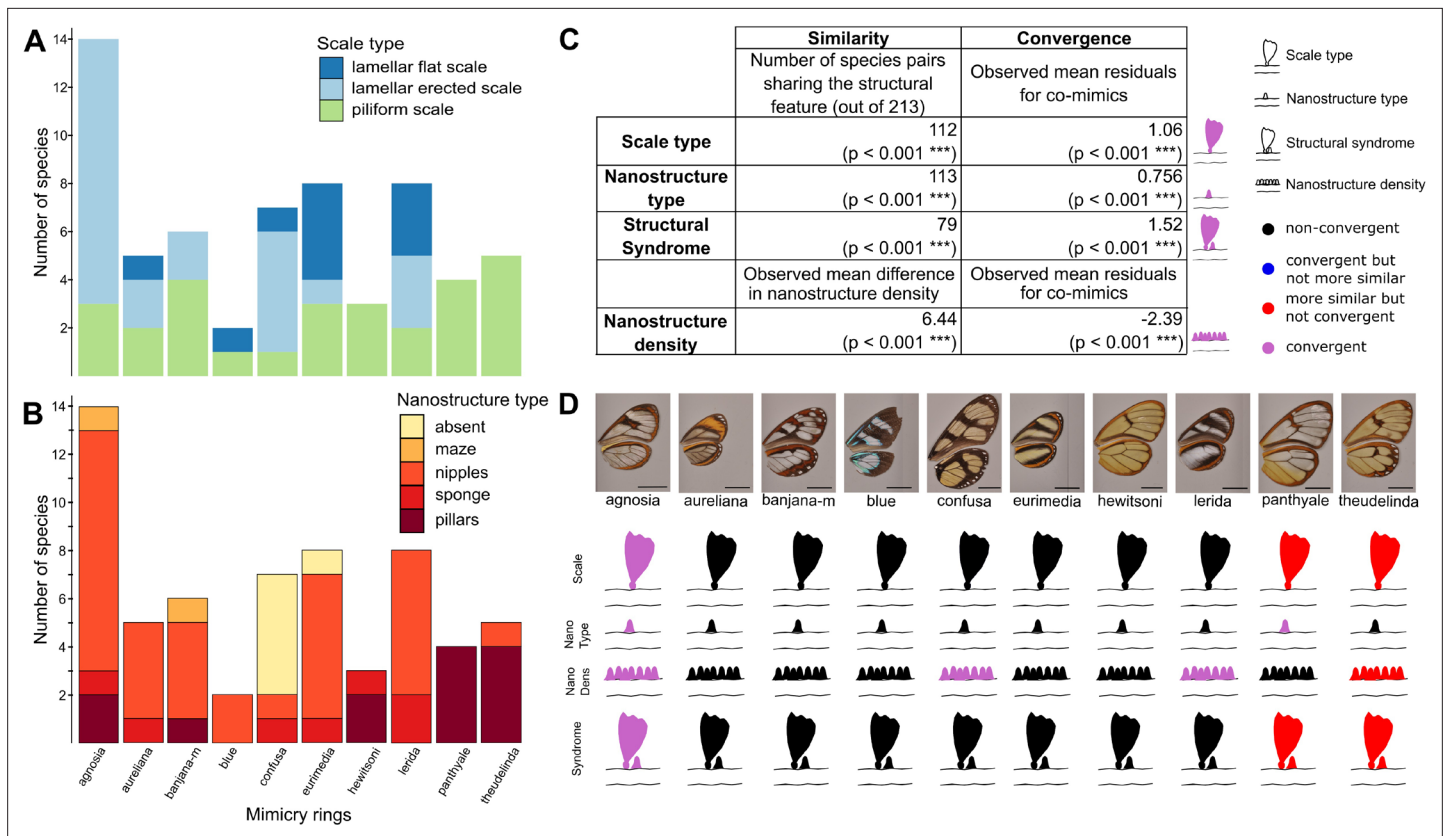 A
Scale type
lamellar flat scale
lamellar erected scale
piliform scale
Number of species
14
12
10
8
6
4
2
B
Nanostructure type
absent
maze
nipples
sponge
pillars
Number of species
14
12
10
8
6
4
2
agnosia
aureliana
banjana-m
blue
confusa
eurimedia
hewitsoni
lerida
panthyale
theudelinda
Mimicry rings
C
Similarity
Convergence
Number of species pairs
sharing the structural
feature (out of 213)
Observed mean residuals
for co-mimics
Scale type
112
(p < 0.001 ***)
1.06
(p < 0.001 ***)
Nanostructure
type
113
(p < 0.001 ***)
0.756
(p < 0.001 ***)
Structural
Syndrome
79
(p < 0.001 ***)
1.52
(p < 0.001 ***)
Observed mean difference
in nanostructure density
Observed mean residuals
for co-mimics
Nanostructure
density
6.44
(p < 0.001 ***)
-2.39
(p < 0.001 ***)
Scale type
Nanostructure type
Structural syndrome
Nanostructure density
non-convergent
convergent but
not more similar
more similar but
not convergent
convergent
D
agnosia
aureliana
banjana-m
blue
confusa
eurimedia
hewitsoni
lerida
panthyale
theudelinda
Scale
Nano
Type
Nano
Dens
Syndrome